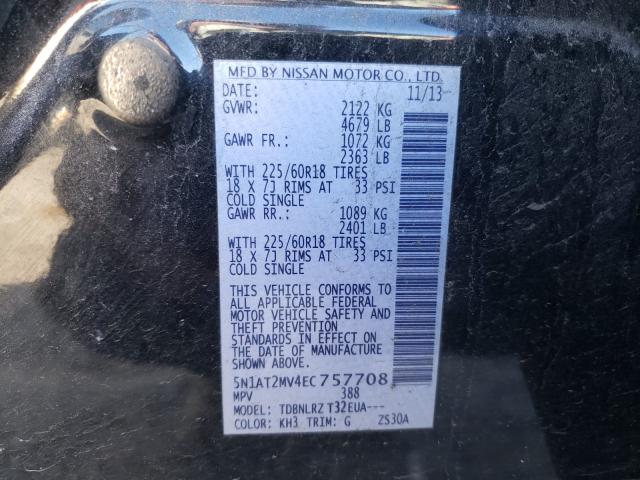 MFD BY NISSAN MOTOR CO., LTD.
DATE: 11/13
GVWR: 2122 KG
4679 LB
GAWR FR.: 1072 KG
2363 LB
WITH 225/60R18 TIRES
18 X 7J RIMS AT 33 PSI
COLD SINGLE
GAWR RR.: 1089 KG
2401 LB
WITH 225/60R18 TIRES
18 X 7J RIMS AT 33 PSI
COLD SINGLE
THIS VEHICLE CONFORMS TO
ALL APPLICABLE FEDERAL
MOTOR VEHICLE SAFETY AND
THEFT PREVENTION
STANDARDS IN EFFECT ON
THE DATE OF MANUFACTURE
SHOWN ABOVE.
5N1AT2MV4EC757708
MPV 388
MODEL: TDBNLRZ T32EUA---
COLOR: KH3 TRIM: G ZS30A